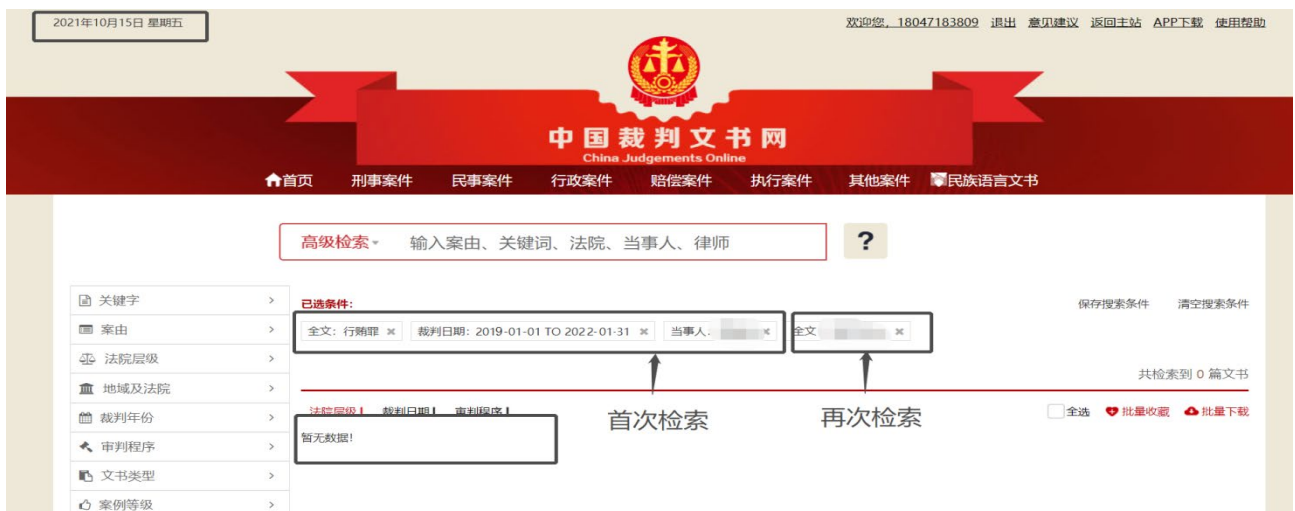 2021年10月15日 星期五
欢迎您，18047183809 退出 意见建议 返回主站 APP下载 使用帮助
中国裁判文书网
China Judgements Online
首页 刑事案件 民事案件 行政案件 赔偿案件 执行案件 其他案件 民族语言文书
高级检索 输入案由、关键词、法院、当事人、律师 ?
关键字
已选条件：
保存搜索条件 清空搜索条件
案由
全文：行贿罪 × 裁判日期：2019-01-01 TO 2022-01-31 × 当事人： × 全文 ×
法院层级
共检索到 0 篇文书
地域及法院
法院层级 裁判日期 审判程序
首次检索 再次检索
全选 批量收藏 批量下载
裁判年份
暂无数据!
审判程序
文书类型
案例等级